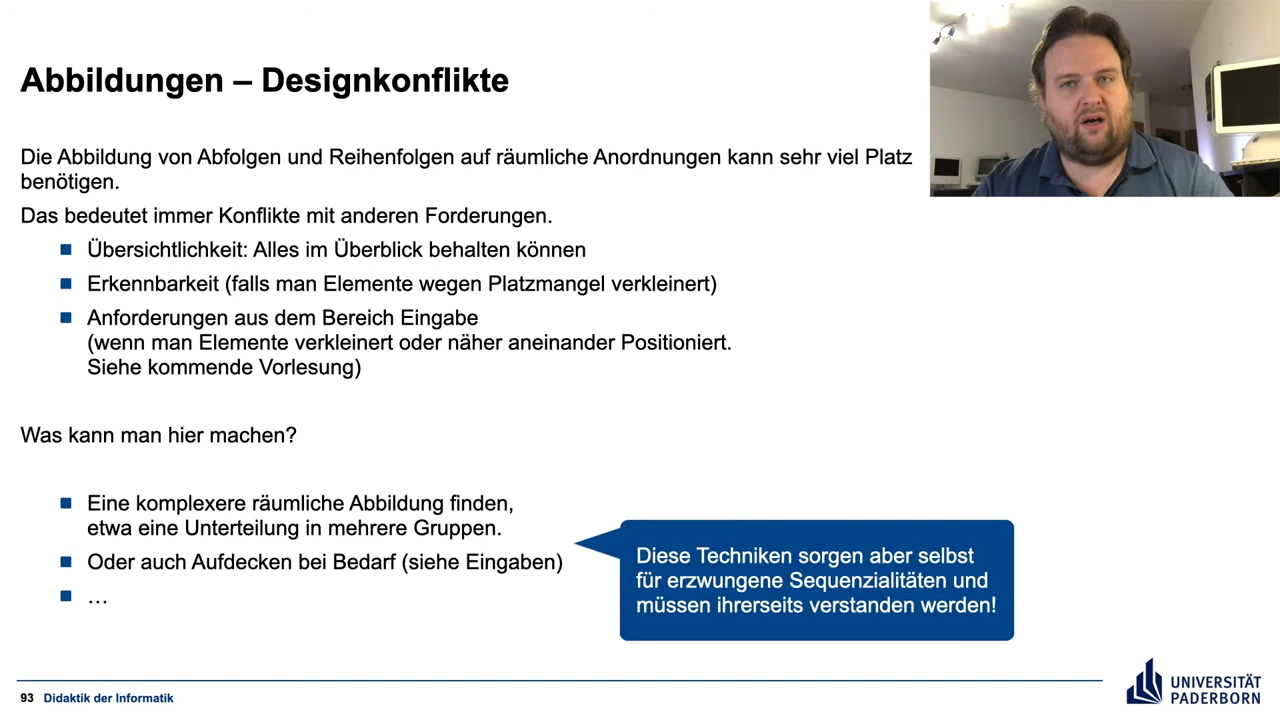 Abbildungen – Designkonflikte
Die Abbildung von Abfolgen und Reihenfolgen auf räumliche Anordnungen kann sehr viel Platz
benötigen.
Das bedeutet immer Konflikte mit anderen Forderungen.
Übersichtlichkeit: Alles im Überblick behalten können
Erkennbarkeit (falls man Elemente wegen Platzmangel verkleinert)
Anforderungen aus dem Bereich Eingabe
(wenn man Elemente verkleinert oder näher aneinander Positioniert.
Siehe kommende Vorlesung)
Was kann man hier machen?
Eine komplexere räumliche Abbildung finden,
etwa eine Unterteilung in mehrere Gruppen.
Oder auch Aufdecken bei Bedarf (siehe Eingaben)
…
Diese Techniken sorgen aber selbst
für erzwungene Sequenzialitäten und
müssen ihrerseits verstanden werden!
93 Didaktik der Informatik
UNIVERSITÄT
PADERBORN